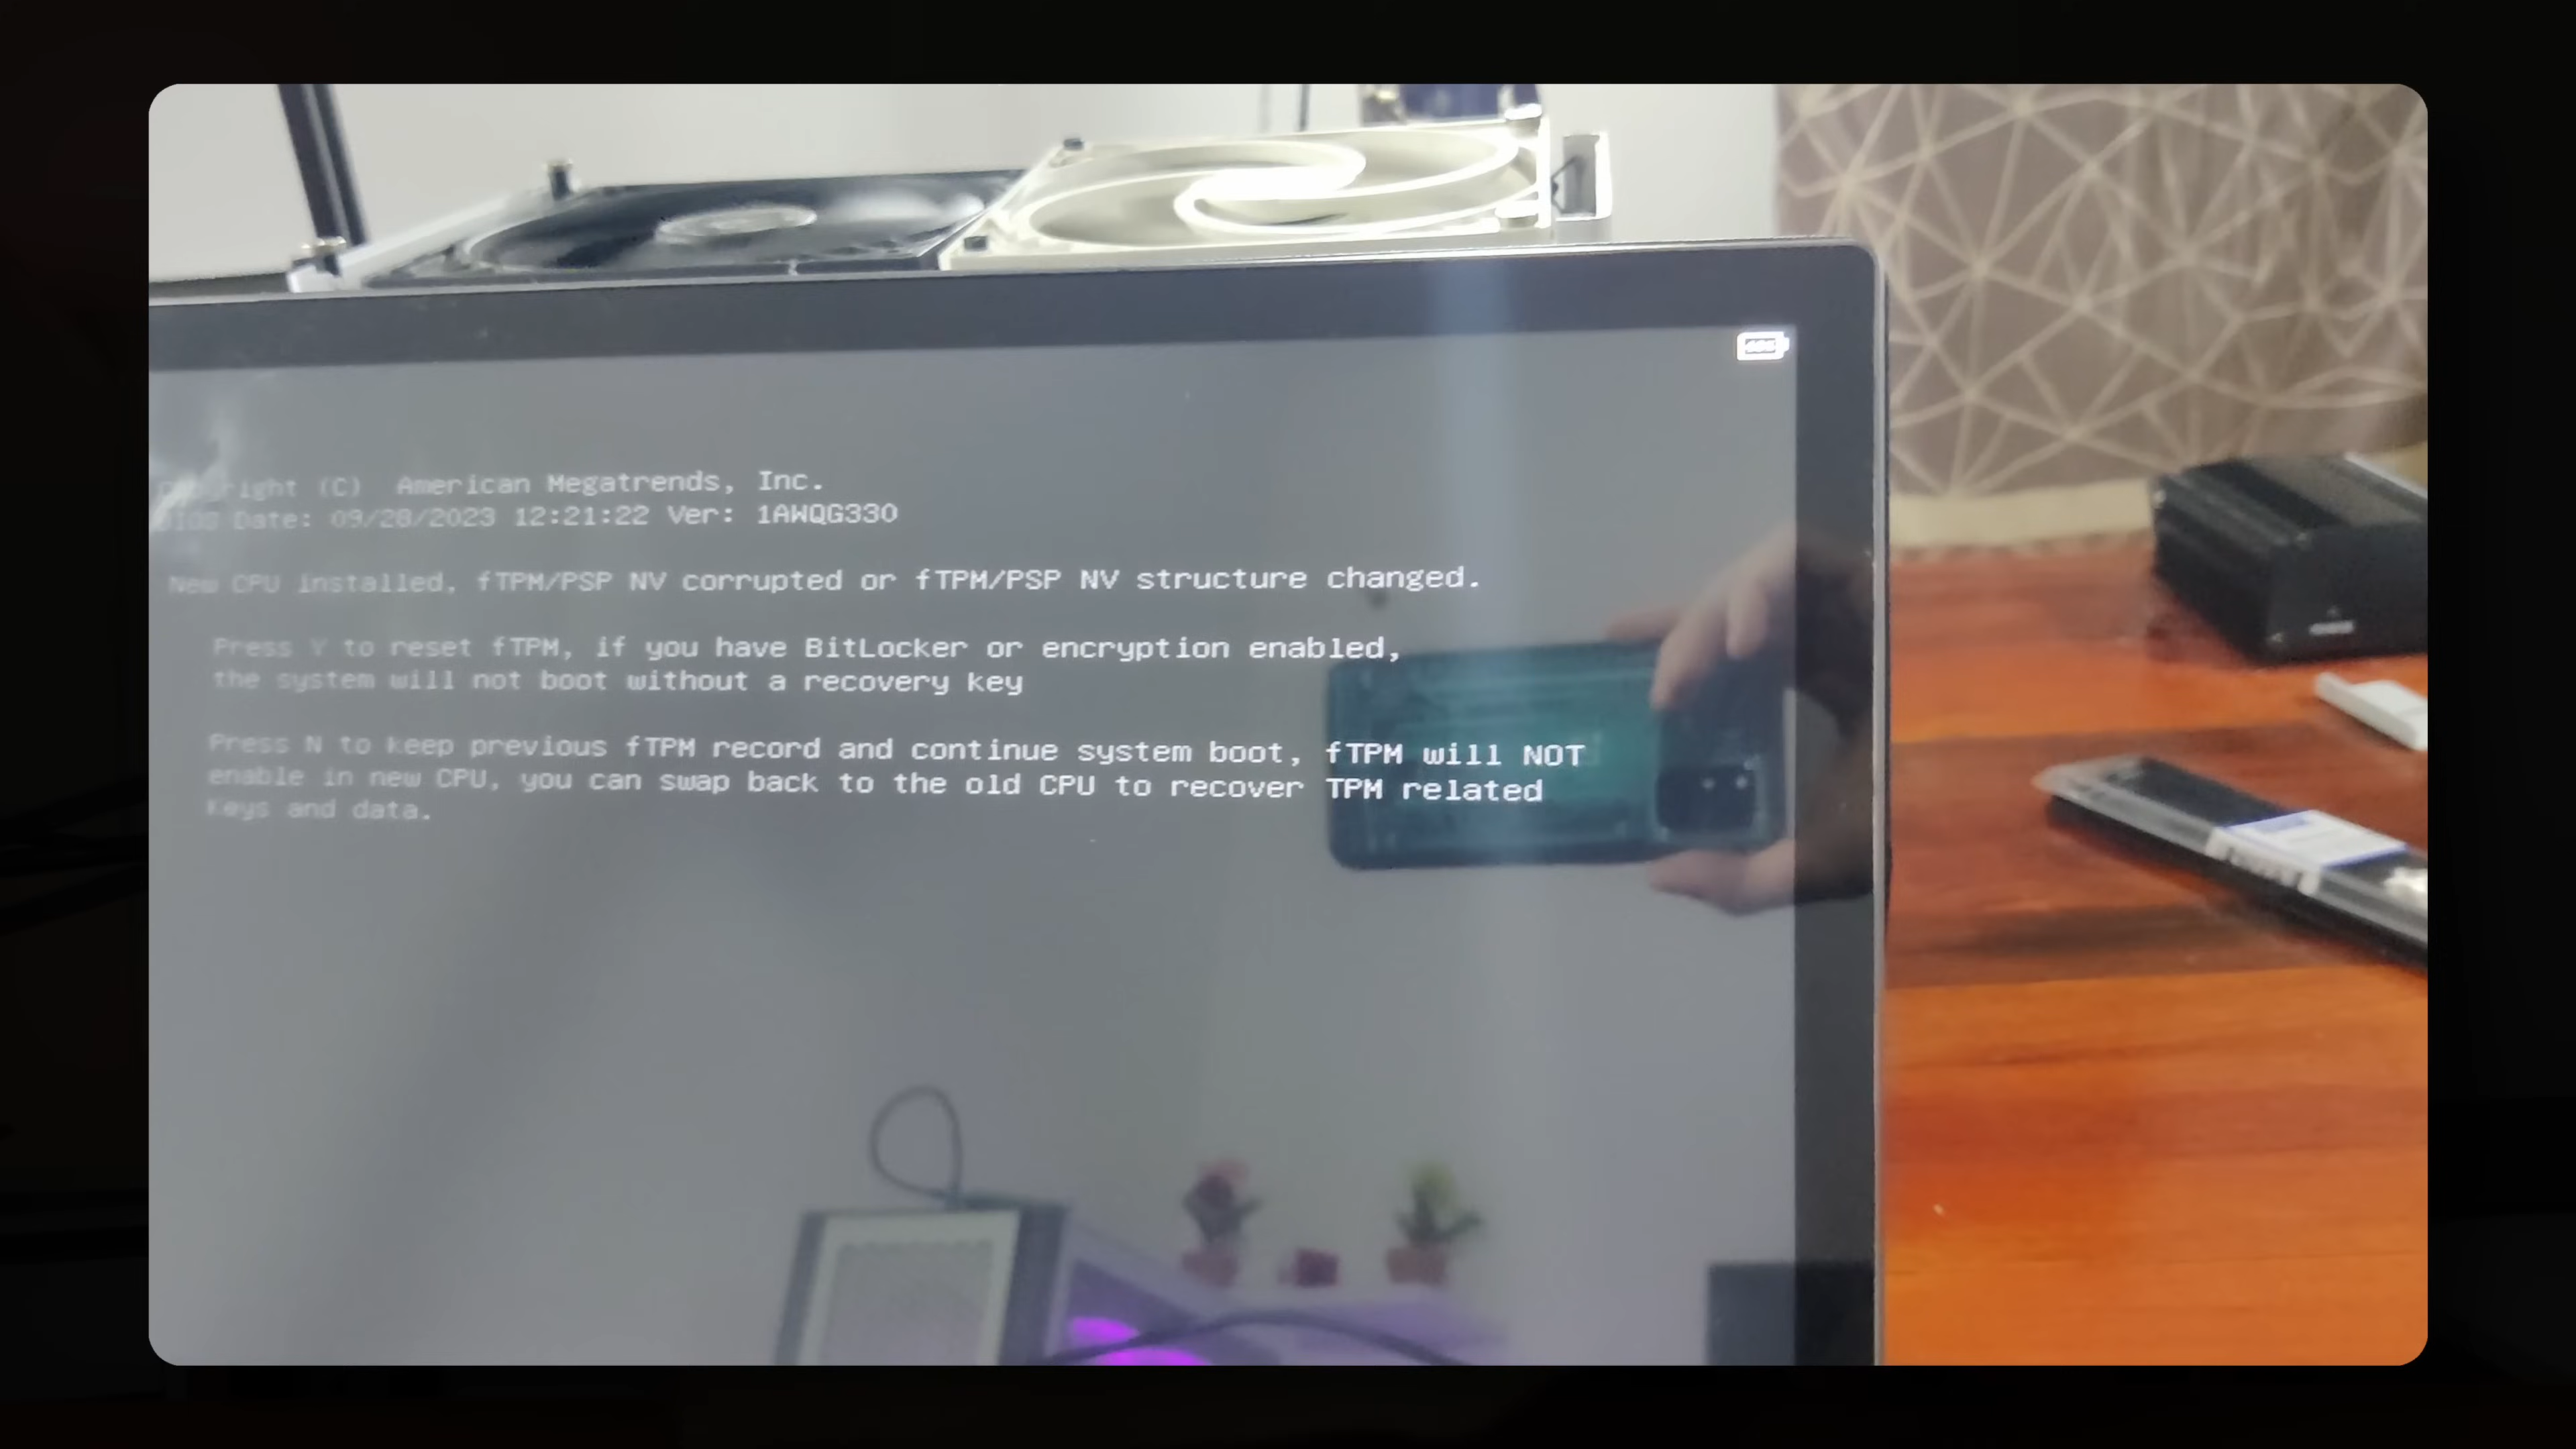 Copyright (C) American Megatrends, Inc.
BIOS Date: 09/28/2023 12:21:22 Ver: 1AWQG330
New CPU installed, fTPM/PSP NV corrupted or fTPM/PSP NV structure changed.
Press Y to reset fTPM, if you have BitLocker or encryption enabled,
the system will not boot without a recovery key
Press N to keep previous fTPM record and continue system boot, fTPM will NOT
enable in new CPU, you can swap back to the old CPU to recover TPM related
Keys and data.